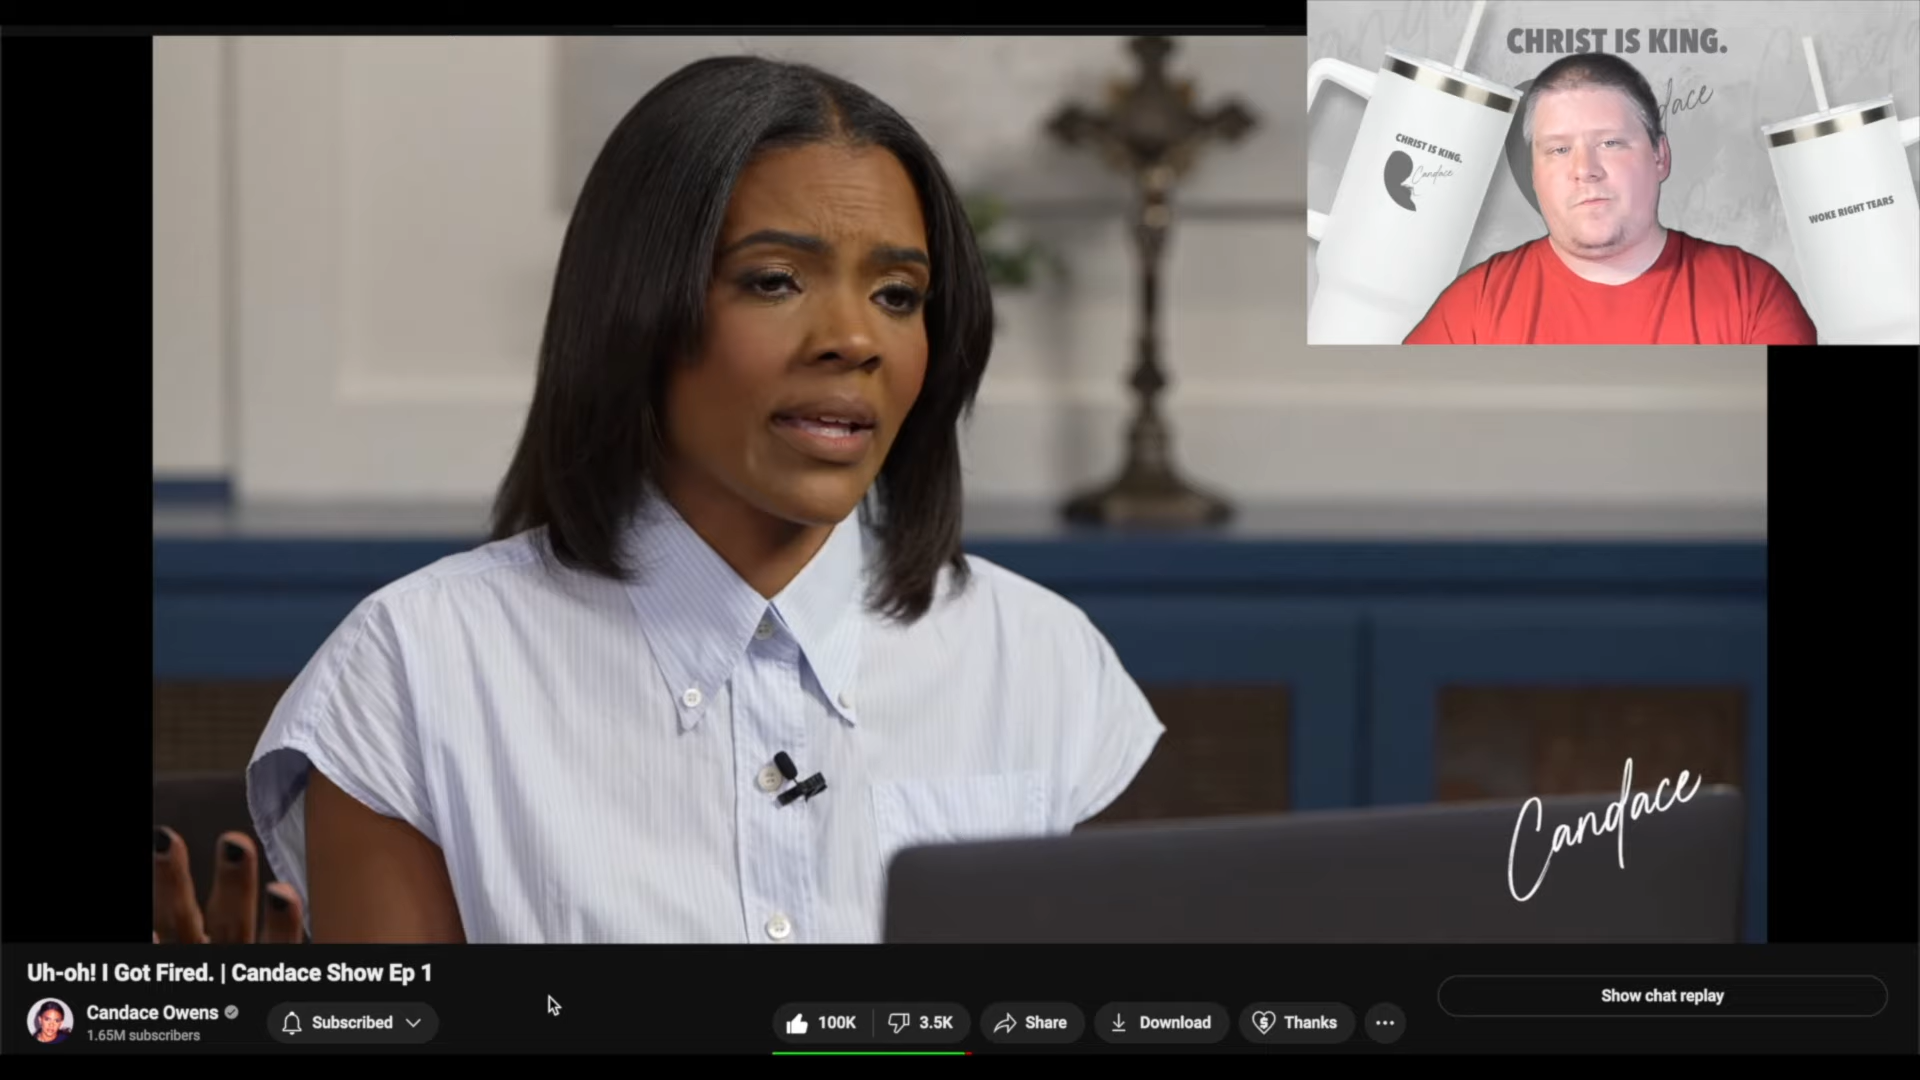 CHRIST IS KING.
dace
CHRIST IS KING.
Candace
WOKE RIGHT TEARS
Candace
Uh-oh! I Got Fired. | Candace Show Ep 1
Candace Owens
1.65M subscribers
Subscribed
100K
3.5K
Share
Download
Thanks
Show chat replay